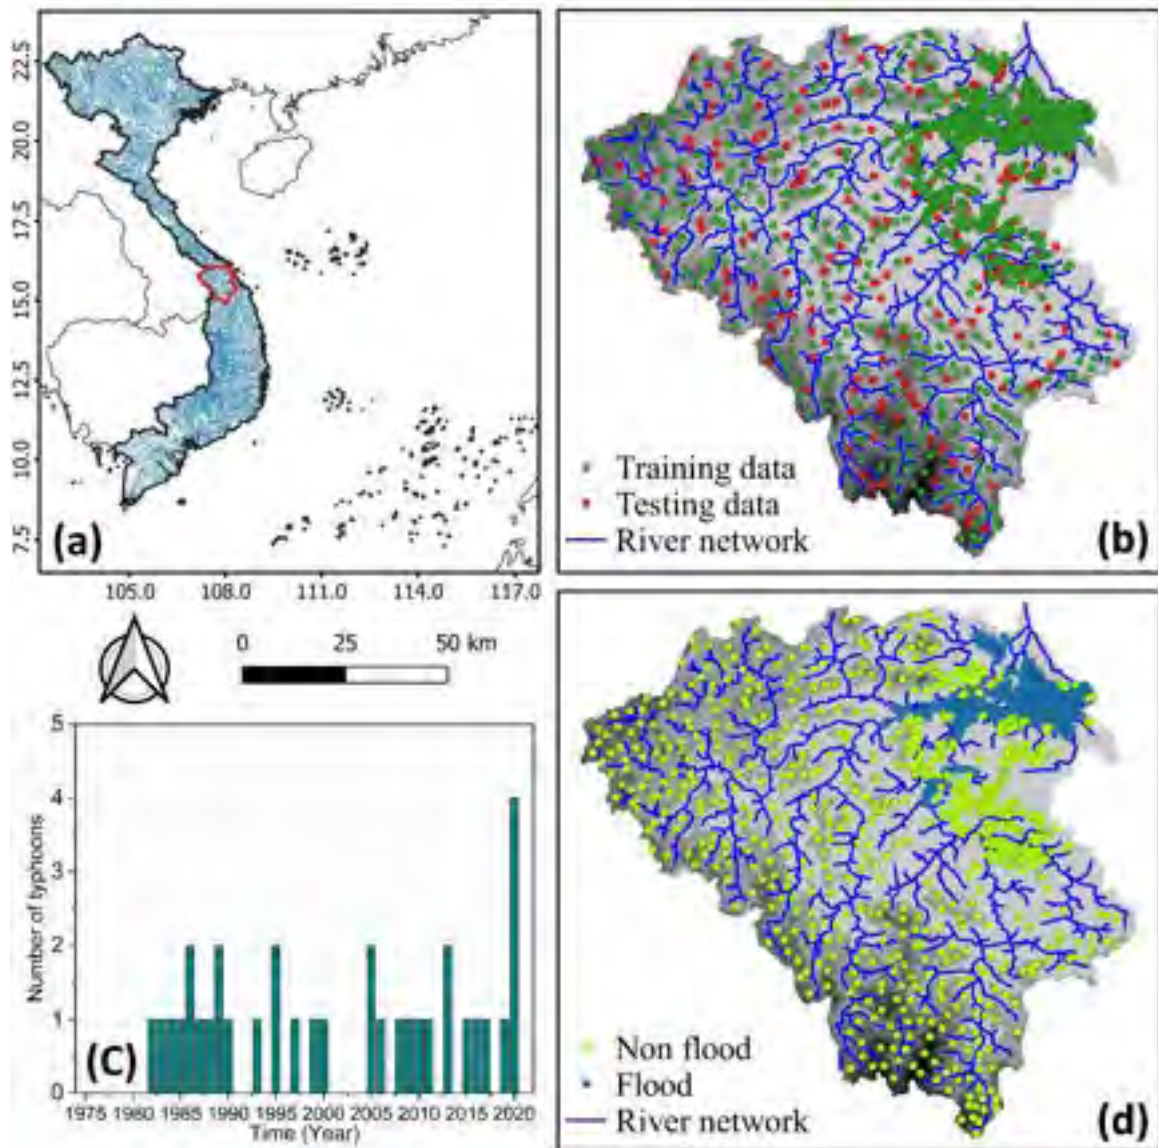 22.5
20.0
17.5
15.0
12.5
10.0
7.5
(a)
105.0 108.0 111.0 114.0 117.0
Training data
Testing data
River network
(b)
0 25 50 km
5
4
3
2
1
0
Number of typhoons
(C)
1975 1980 1985 1990 1995 2000 2005 2010 2015 2020
Time (Year)
Non flood
Flood
River network
(d)